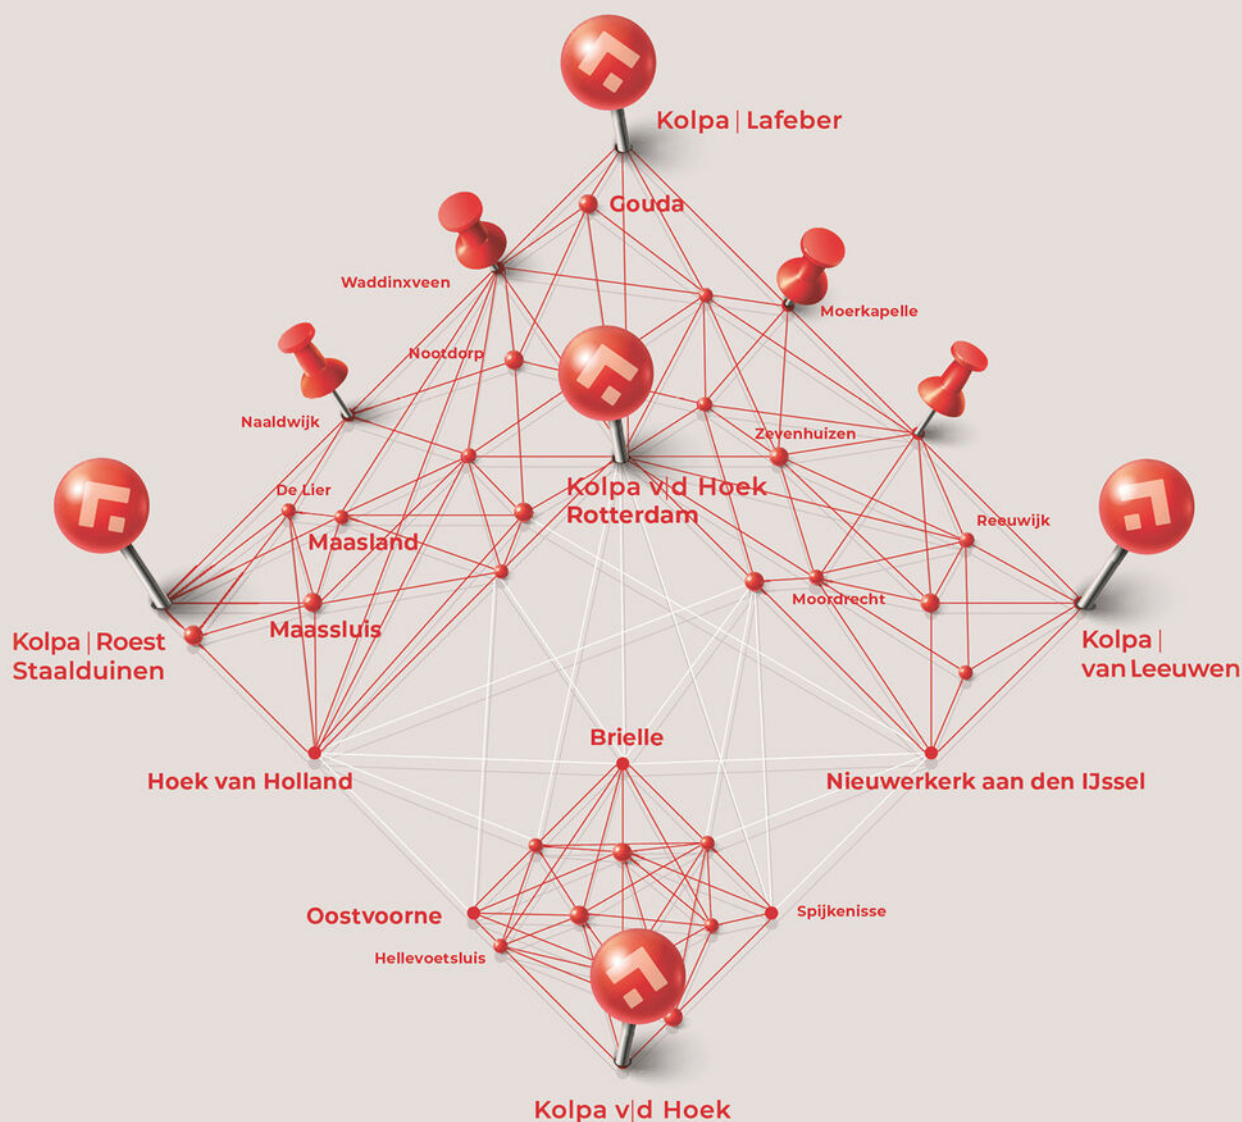 Kolpa | Lafeber
Gouda
Waddinxveen
Moerkapelle
Nootdorp
Naaldwijk
Zevenhuizen
De Lier
Kolpa v|d Hoek
Rotterdam
Reeuwijk
Maasland
Moordrecht
Maassluis
Kolpa | Roest
Staalduinen
Kolpa |
van Leeuwen
Brielle
Hoek van Holland
Nieuwerkerk aan den IJssel
Oostvoorne
Spijkenisse
Hellevoetsluis
Kolpa v|d Hoek